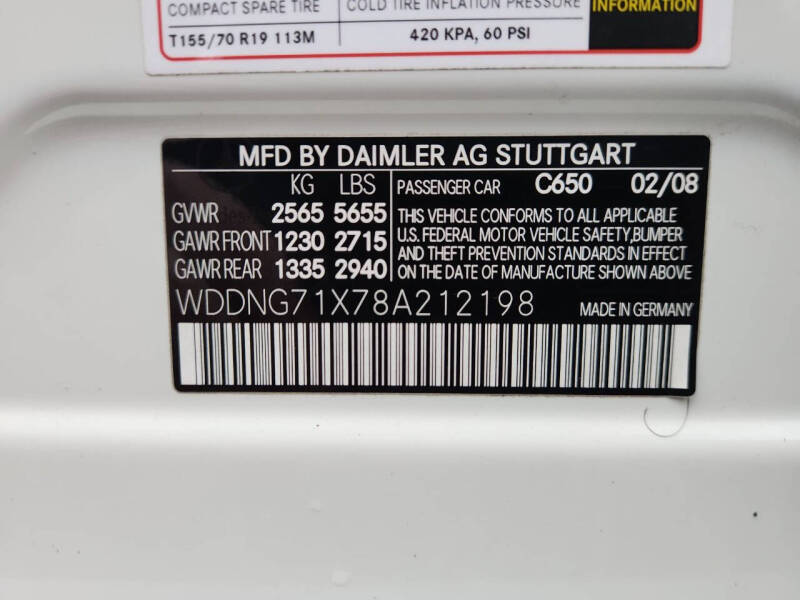 COMPACT SPARE TIRE COLD TIRE INFLATION PRESSURE INFORMATION
T155/70 R19 113M 420 KPA, 60 PSI
MFD BY DAIMLER AG STUTTGART
KG LBS PASSENGER CAR C650 02/08
GVWR 2565 5655
GAWR FRONT 1230 2715
GAWR REAR 1335 2940
THIS VEHICLE CONFORMS TO ALL APPLICABLE
U.S. FEDERAL MOTOR VEHICLE SAFETY,BUMPER
AND THEFT PREVENTION STANDARDS IN EFFECT
ON THE DATE OF MANUFACTURE SHOWN ABOVE
WDDNG71X78A212198 MADE IN GERMANY